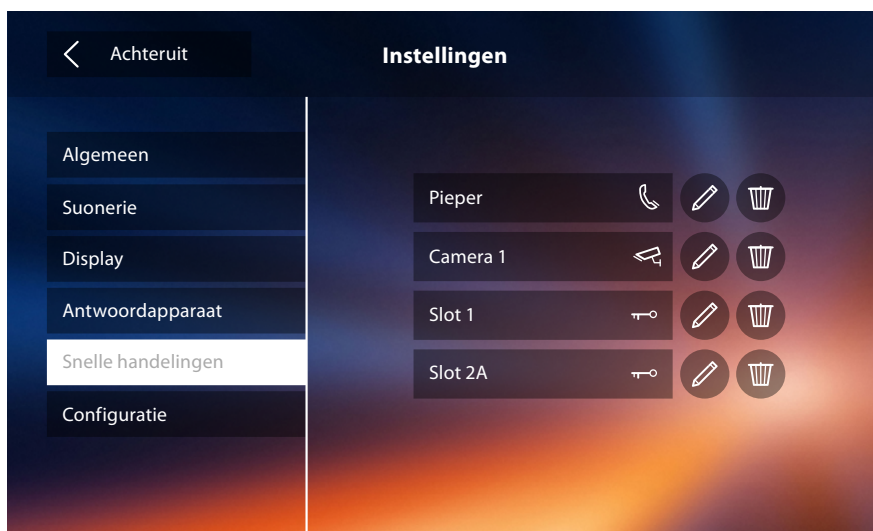 Achteruit
Instellingen
Algemeen
Suonerie
Display
Antwoordapparaat
Snelle handelingen
Configuratie
Pieper
Camera 1
Slot 1
Slot 2A